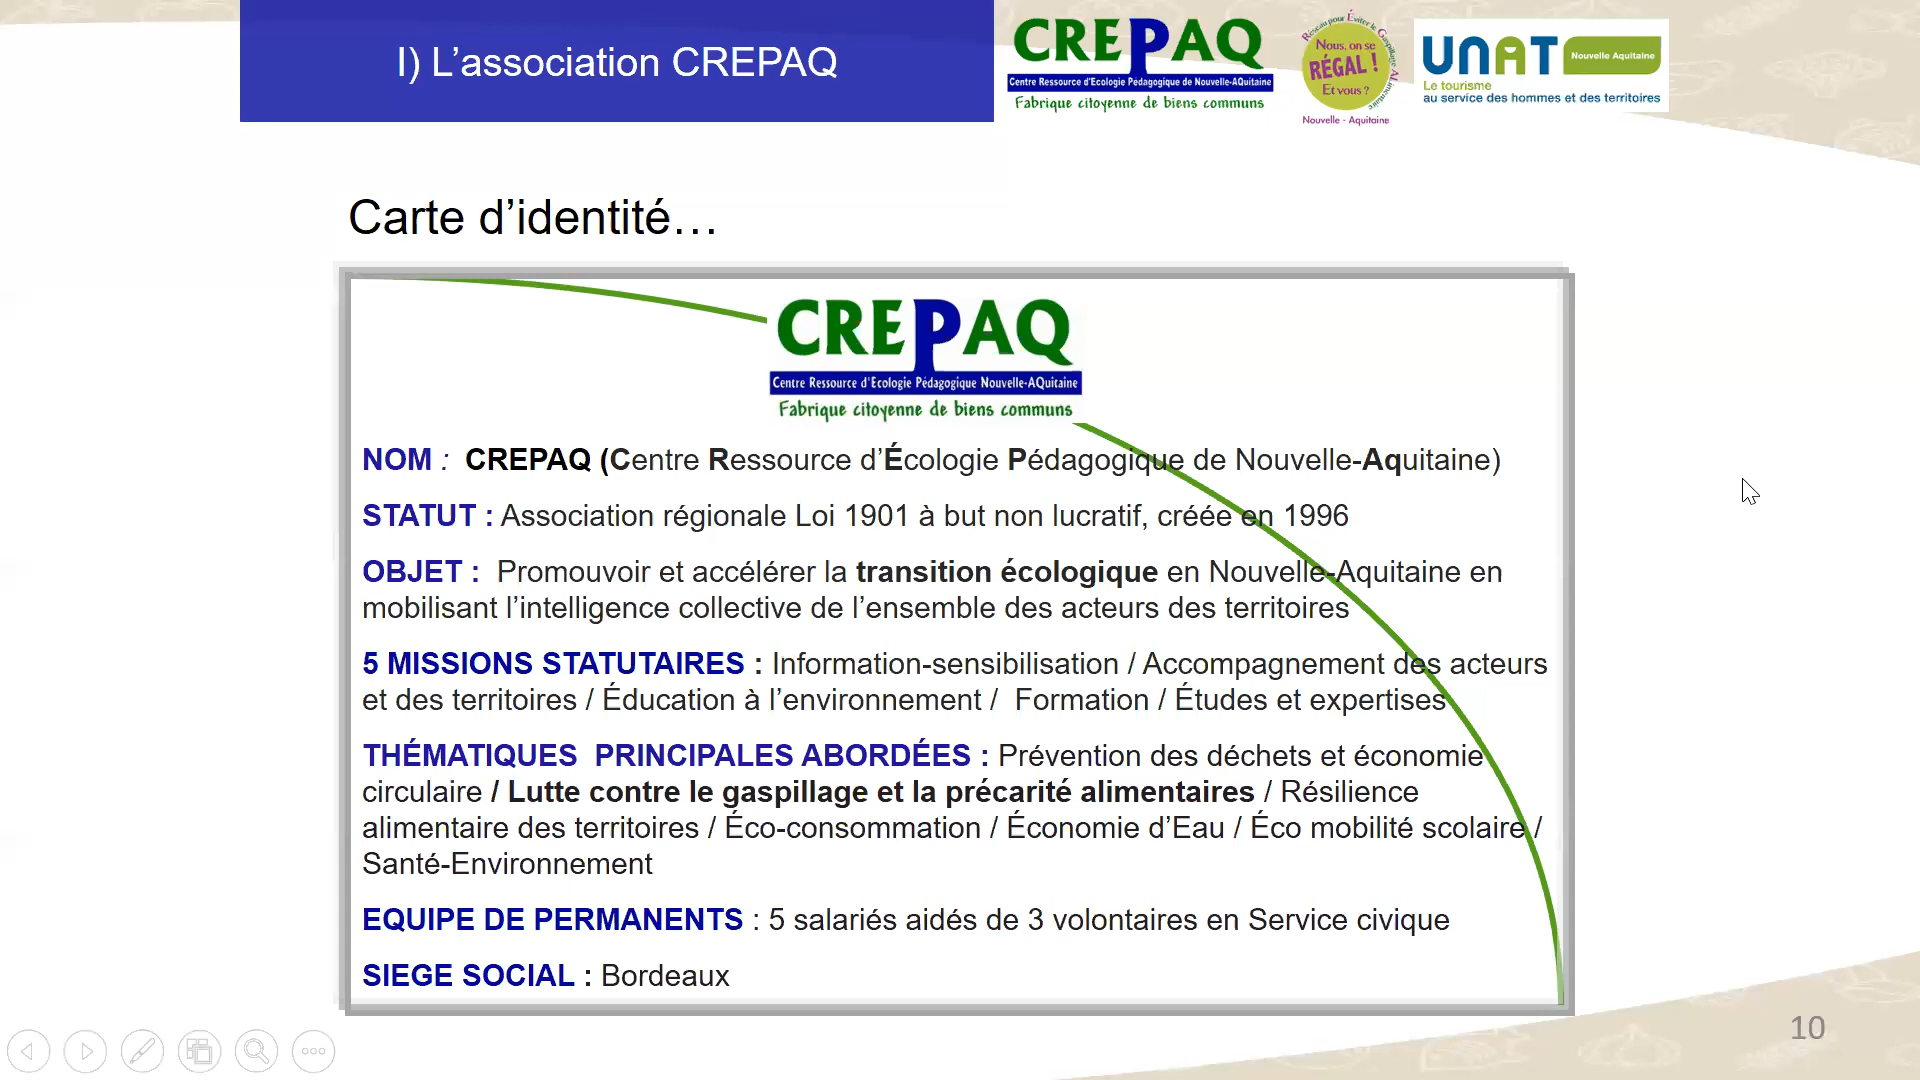 I) L’association CREPAQ
CREPAQ
Centre Ressource d'Ecologie Pédagogique de Nouvelle-AQuitaine
Fabrique citoyenne de biens communs
Réseau pour Éviter le Gaspillage ALimentaire
Nous, on se
RÉGAL !
Et vous ?
Nouvelle - Aquitaine
UNAT
Nouvelle Aquitaine
Le tourisme
au service des hommes et des territoires
Carte d’identité…
CREPAQ
Centre Ressource d'Ecologie Pédagogique Nouvelle-AQuitaine
Fabrique citoyenne de biens communs
NOM : CREPAQ (Centre Ressource d’Écologie Pédagogique de Nouvelle-Aquitaine)
STATUT : Association régionale Loi 1901 à but non lucratif, créée en 1996
OBJET : Promouvoir et accélérer la transition écologique en Nouvelle-Aquitaine en
mobilisant l’intelligence collective de l’ensemble des acteurs des territoires
5 MISSIONS STATUTAIRES : Information-sensibilisation / Accompagnement des acteurs
et des territoires / Éducation à l’environnement / Formation / Études et expertises
THÉMATIQUES PRINCIPALES ABORDÉES : Prévention des déchets et économie
circulaire / Lutte contre le gaspillage et la précarité alimentaires / Résilience
alimentaire des territoires / Éco-consommation / Économie d’Eau / Éco mobilité scolaire /
Santé-Environnement
EQUIPE DE PERMANENTS : 5 salariés aidés de 3 volontaires en Service civique
SIEGE SOCIAL : Bordeaux
10